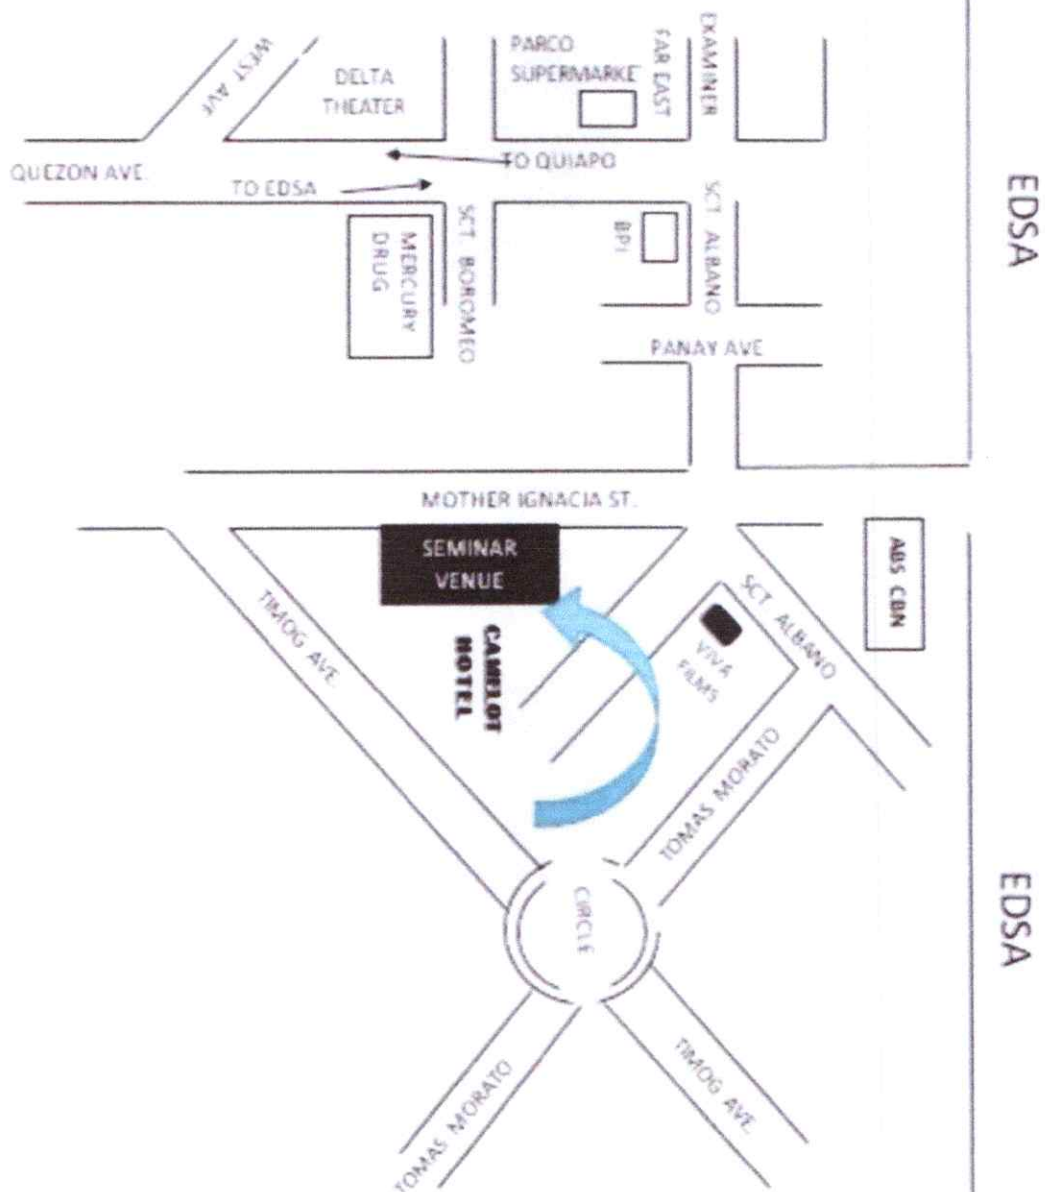 WEST AVE
DELTA
THEATER
PARCO
SUPERMARKE
FAR EAST
EXAMINER
EDSA
QUEZON AVE.
TO QUIAPO
TO EDSA
SCT. BOROMEO
MERCURY
DRUG
BPI
SCT ALBANO
PANAY AVE
MOTHER IGNACIA ST.
SEMINAR
VENUE
ABS CBN
SCT ALBANO
VIVA
FILMS
TIMOG AVE.
CAMELOT
HOTEL
TOMAS MORATO
EDSA
CIRCLE
TIMOG AVE.
TOMAS MORATO